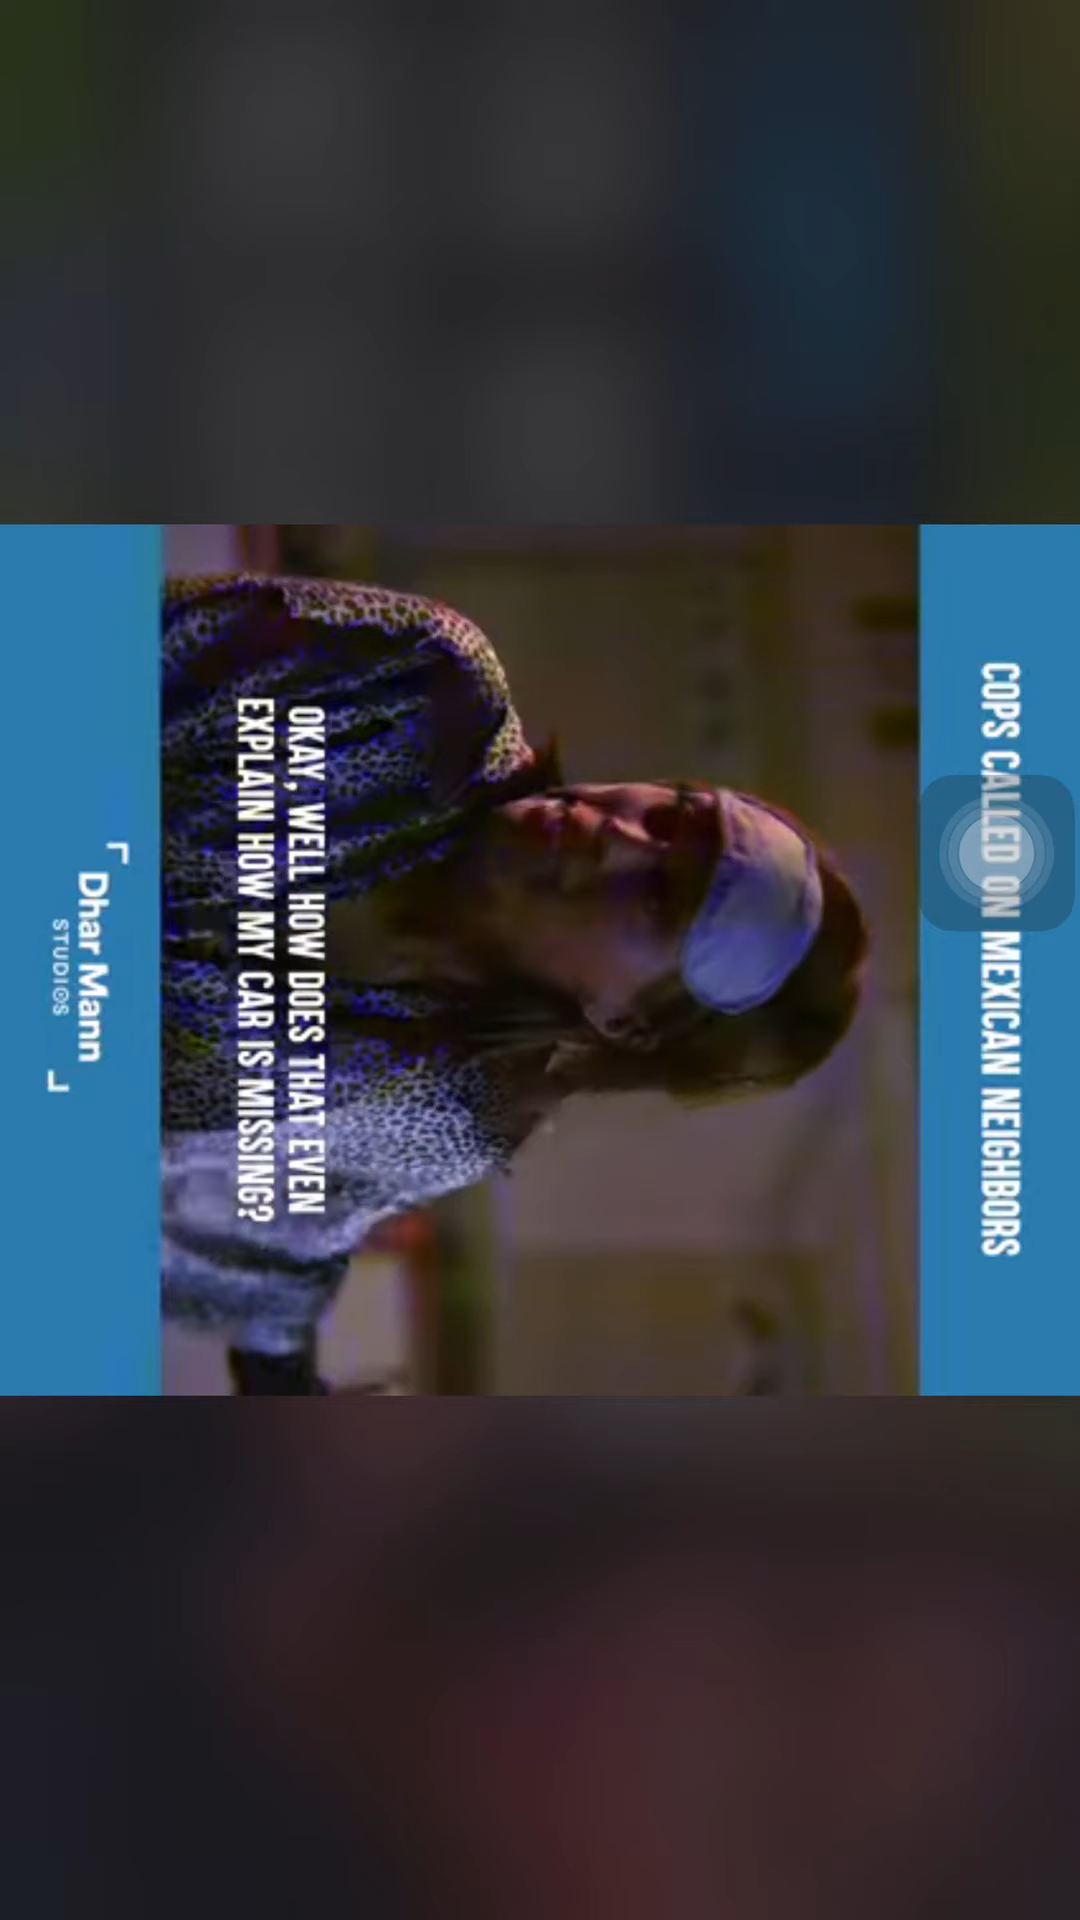 COPS CALLED ON MEXICAN NEIGHBORS
OKAY, WELL HOW DOES THAT EVEN
EXPLAIN HOW MY CAR IS MISSING?
Dhar Mann
STUDIOS